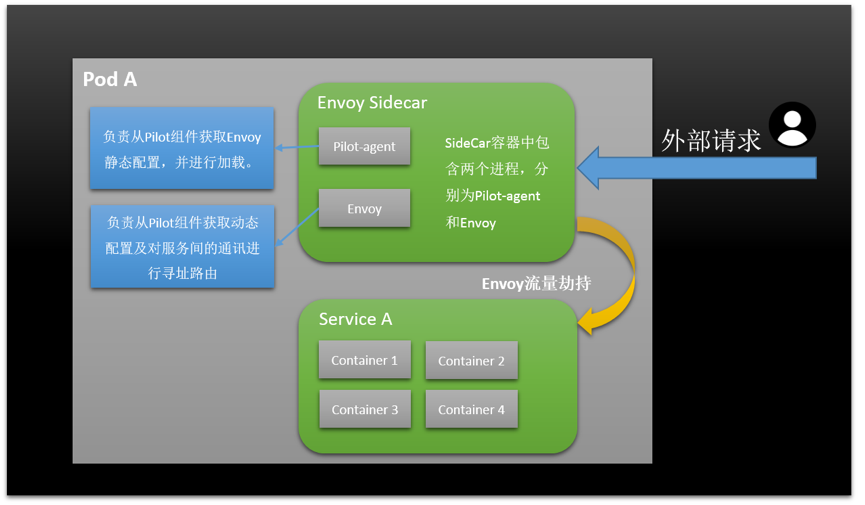 Pod A
负责从Pilot组件获取Envoy
静态配置，并进行加载。
负责从Pilot组件获取动态
配置及对服务间的通讯进
行寻址路由
Envoy Sidecar
Pilot-agent
Envoy
SideCar容器中包
含两个进程，分
别为Pilot-agent
和Envoy
外部请求
Envoy流量劫持
Service A
Container 1
Container 2
Container 3
Container 4